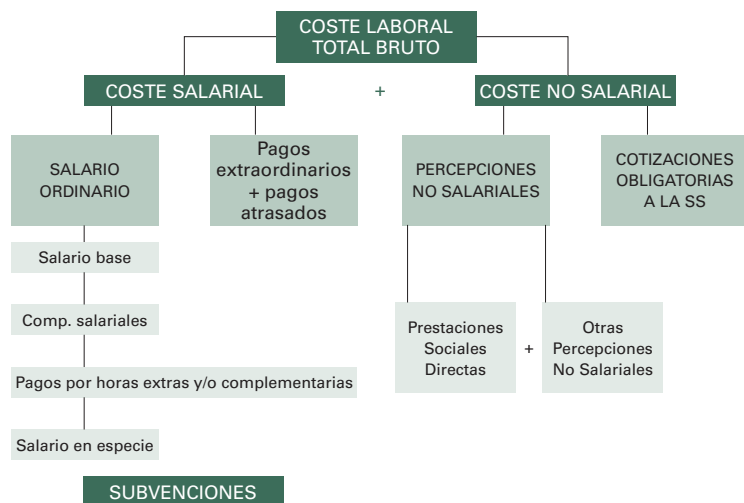 COSTE LABORAL
TOTAL BRUTO
COSTE SALARIAL
+
COSTE NO SALARIAL
SALARIO
ORDINARIO
Pagos
extraordinarios
+ pagos
atrasados
PERCEPCIONES
NO SALARIALES
COTIZACIONES
OBLIGATORIAS
A LA SS
Salario base
Comp. salariales
Pagos por horas extras y/o complementarias
Salario en especie
Prestaciones
Sociales
Directas
+
Otras
Percepciones
No Salariales
SUBVENCIONES